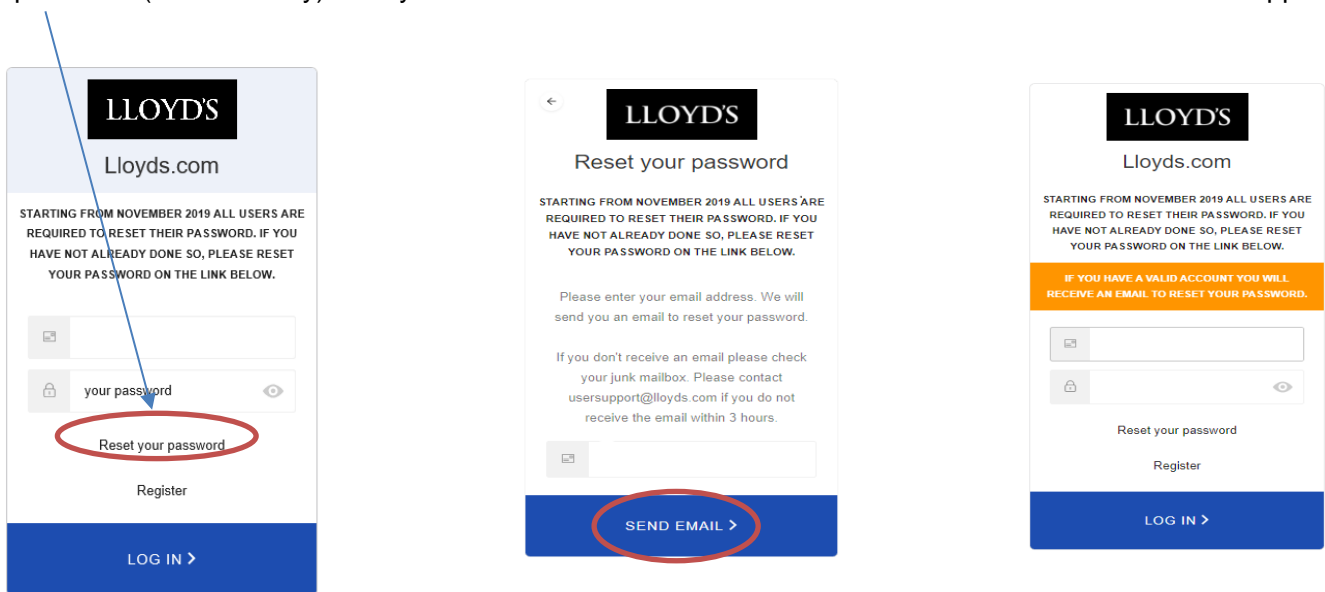 LLOYD'S
Lloyds.com
STARTING FROM NOVEMBER 2019 ALL USERS ARE
REQUIRED TO RESET THEIR PASSWORD. IF YOU
HAVE NOT ALREADY DONE SO, PLEASE RESET
YOUR PASSWORD ON THE LINK BELOW.
your password
Reset your password
Register
LOG IN >
LLOYD'S
Reset your password
STARTING FROM NOVEMBER 2019 ALL USERS ARE
REQUIRED TO RESET THEIR PASSWORD. IF YOU
HAVE NOT ALREADY DONE SO, PLEASE RESET
YOUR PASSWORD ON THE LINK BELOW.
Please enter your email address. We will
send you an email to reset your password.
If you don't receive an email please check
your junk mailbox. Please contact
usersupport@lloyds.com if you do not
receive the email within 3 hours.
SEND EMAIL >
LLOYD'S
Lloyds.com
STARTING FROM NOVEMBER 2019 ALL USERS ARE
REQUIRED TO RESET THEIR PASSWORD. IF YOU
HAVE NOT ALREADY DONE SO, PLEASE RESET
YOUR PASSWORD ON THE LINK BELOW.
IF YOU HAVE A VALID ACCOUNT YOU WILL
RECEIVE AN EMAIL TO RESET YOUR PASSWORD.
Reset your password
Register
LOG IN >